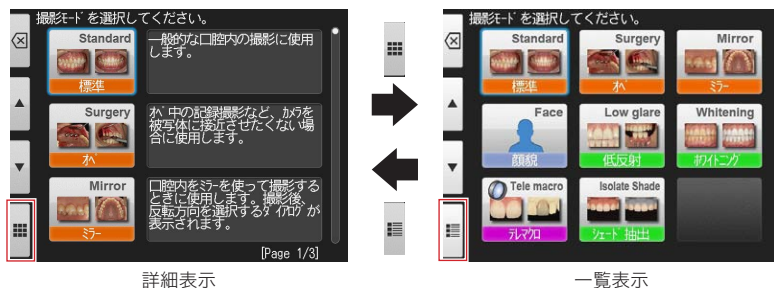 撮影ﾓｰﾄﾞを選択してください。
Standard
標準
一般的な口腔内の撮影に使用
します。
Surgery
ｵﾍﾟ
ｵﾍﾟ中の記録撮影など、ｶﾒﾗを
被写体に接近させたくない場
合に使用します。
Mirror
ﾐﾗｰ
口腔内をﾐﾗｰを使って撮影する
ときに使用します。撮影後、
反転方向を選択するﾀﾞｲｱﾛｸﾞが
表示されます。
[Page 1/3]
詳細表示
撮影ﾓｰﾄﾞを選択してください。
Standard
標準
Surgery
ｵﾍﾟ
Mirror
ﾐﾗｰ
Face
顔貌
Low glare
低反射
Whitening
ﾎﾜｲﾄﾆﾝｸﾞ
Tele macro
ﾃﾚﾏｸﾛ
Isolate Shade
ｼｪｰﾄﾞ抽出
一覧表示